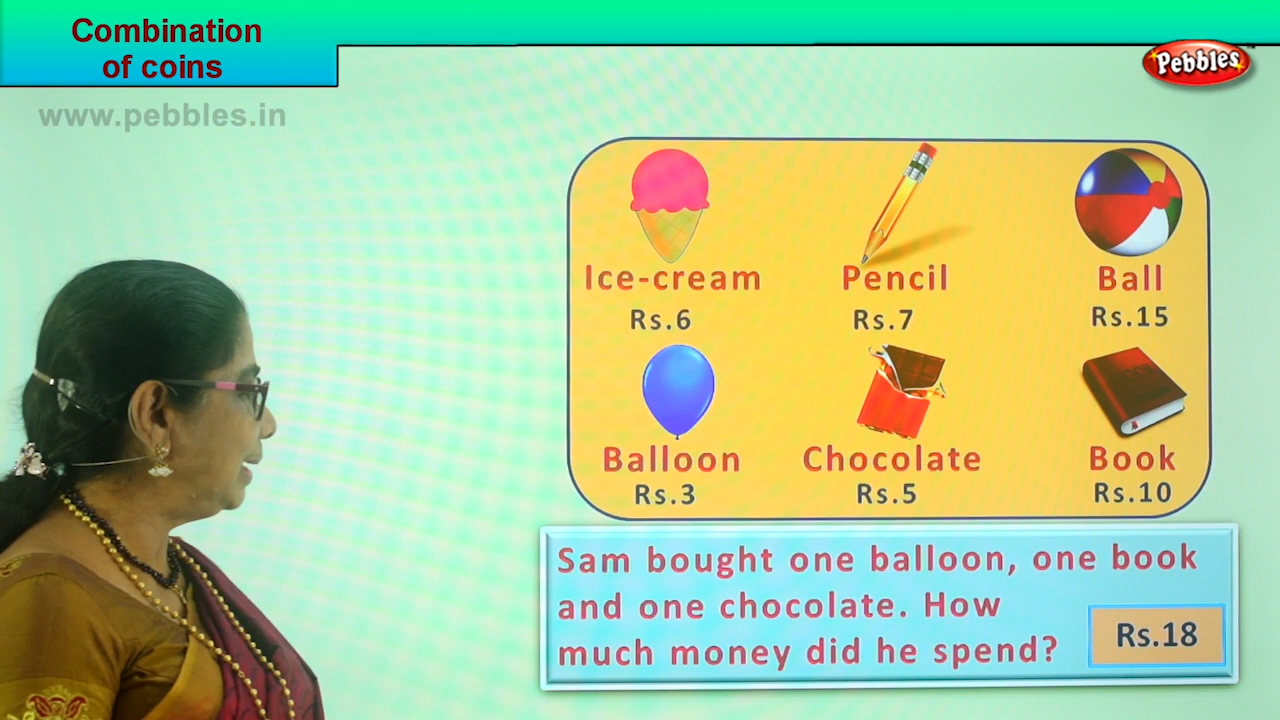 Combination
of coins
Pebbles
www.pebbles.in
Ice-cream Pencil Ball
Rs.6 Rs.7 Rs.15
Balloon Chocolate Book
Rs.3 Rs.5 Rs.10
Sam bought one balloon, one book
and one chocolate. How
much money did he spend? Rs.18